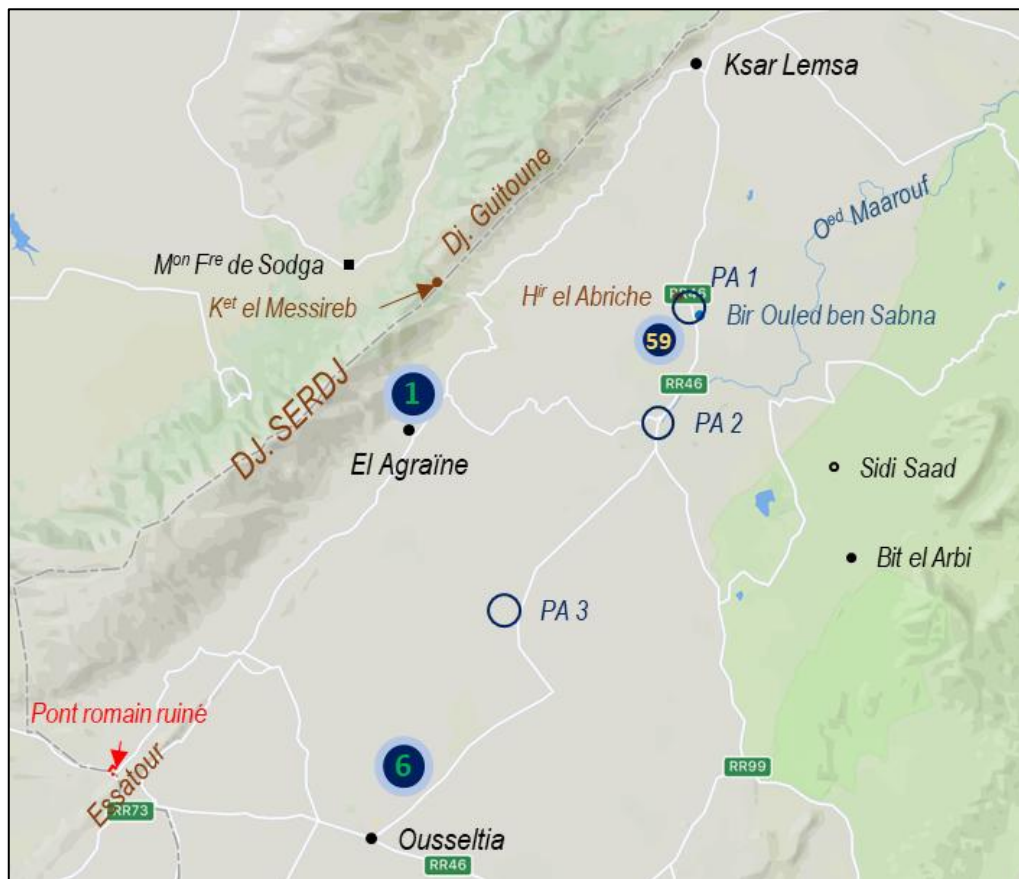 Ksar Lemsa
Dj. Guitoune
Oed Maarouf
Mon Fre de Sodga
Ket el Messireb
Hir el Abriche
PA 1
RR46
Bir Ouled ben Sabna
59
RR46
1
DJ. SERDJ
PA 2
El Agraïne
Sidi Saad
Bit el Arbi
PA 3
Pont romain ruiné
6
RR99
Essatour
RR73
Ousseltia
RR46